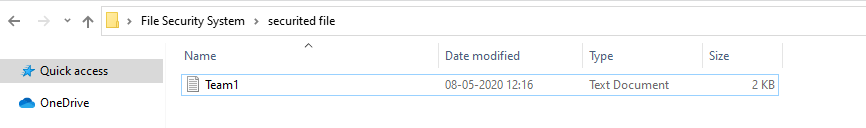 File Security System > securited file
Name Date modified Type Size
Quick access
Team1 08-05-2020 12:16 Text Document 2 KB
OneDrive